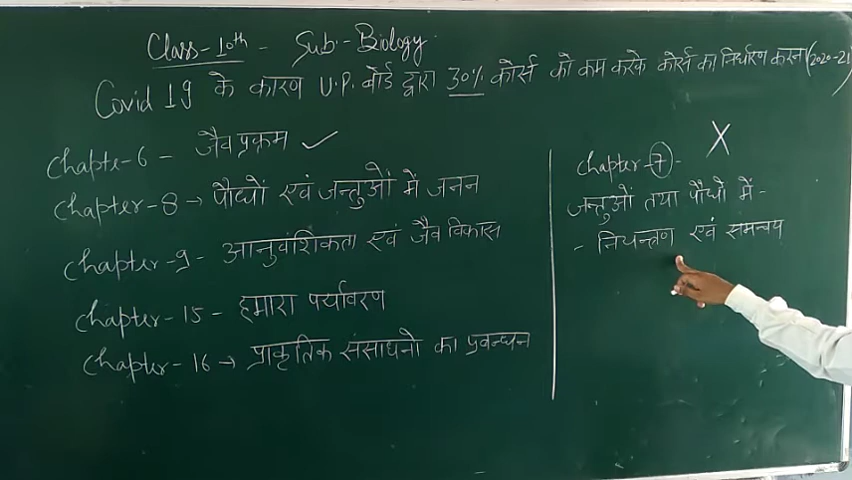 Class-10th - Sub.- Biology.
Covid 19 के कारण U.P. बोर्ड द्वारा 30% कोर्स को कम करके कोर्स का निर्धारण करना (2020-21)
Chapte-6 - जैव प्रक्रम ✓
Chapter-8 → पौधों एवं जन्तुओं में जनन
Chapter-9 - आनुवंशिकता एवं जैव विकास
Chapter-15 - हमारा पर्यावरण
Chapter-16 → प्राकृतिक संसाधनो का प्रवन्धन
Chapter-7 - X
जन्तुओं तथा पौधों में -
- नियन्त्रण एवं समन्वय